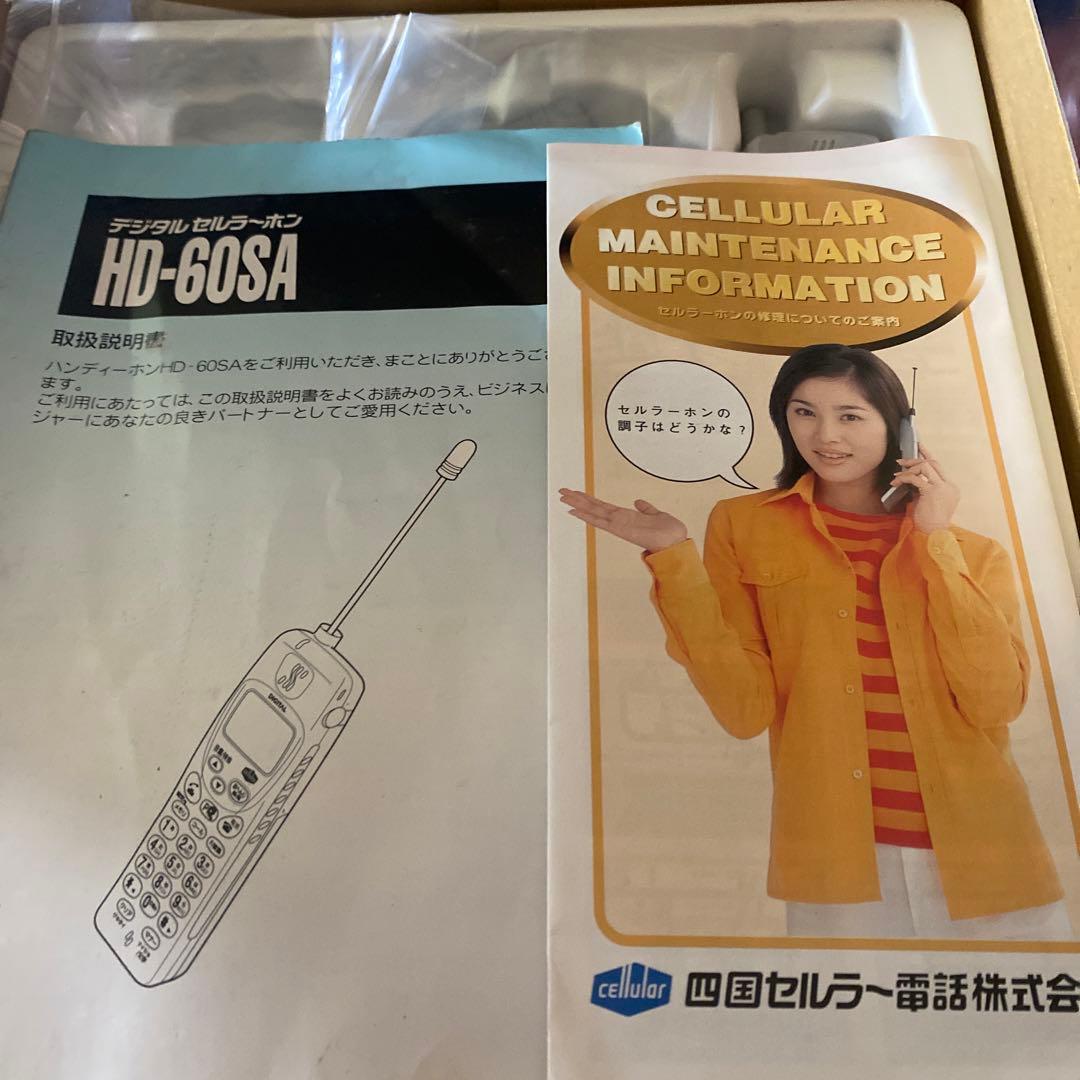 デジタルセルラ〜ホン
HD-60SA
取扱説明書
ハンディーホンHD-60SAをご利用いただき、まことにありがとうござ
ます。
ご利用にあたっては、この取扱説明書をよくお読みのうえ、ビジネスに
ジャーにあなたの良きパートナーとしてご愛用ください。
DIGITAL
CELLULAR
MAINTENANCE
INFORMATION
セルラーホンの修理についてのご案内
セルラーホンの
調子はどうかな?
cellular
四国セルラ〜電話株式会